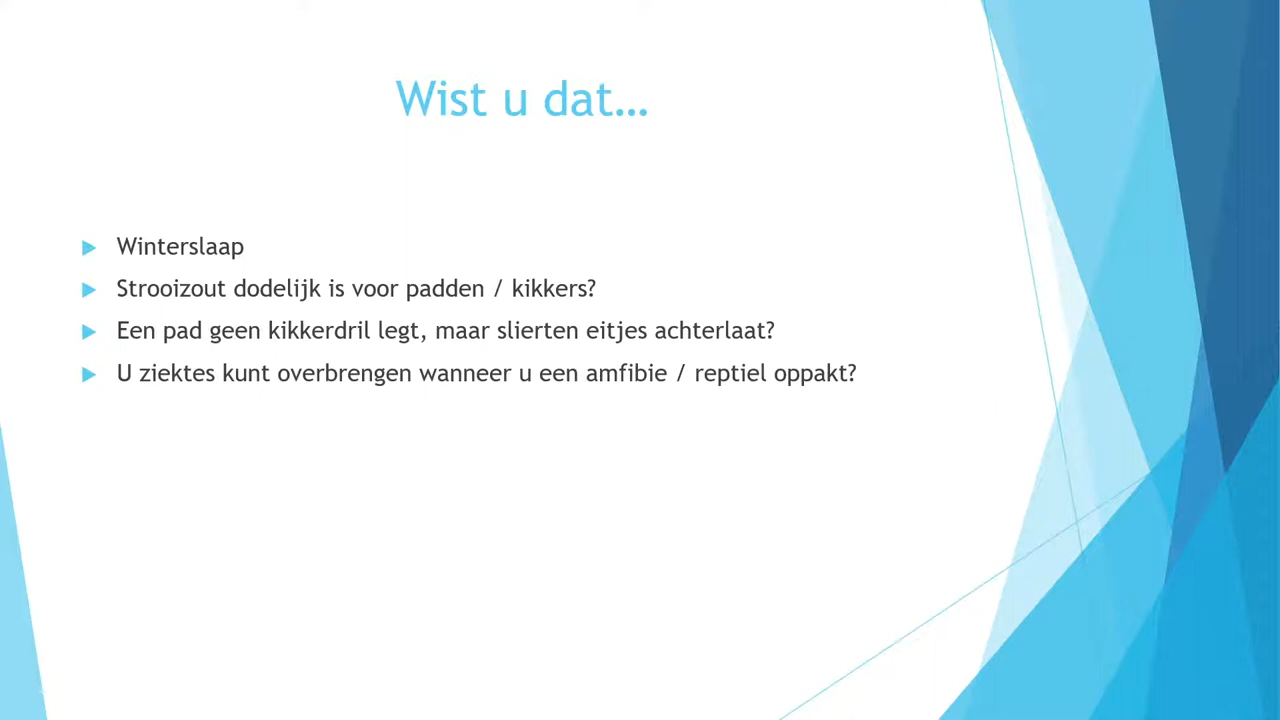 Wist u dat...
Winterslaap
Strooizout dodelijk is voor padden / kikkers?
Een pad geen kikkerdril legt, maar slierten eitjes achterlaat?
U ziektes kunt overbrengen wanneer u een amfibie / reptiel oppakt?